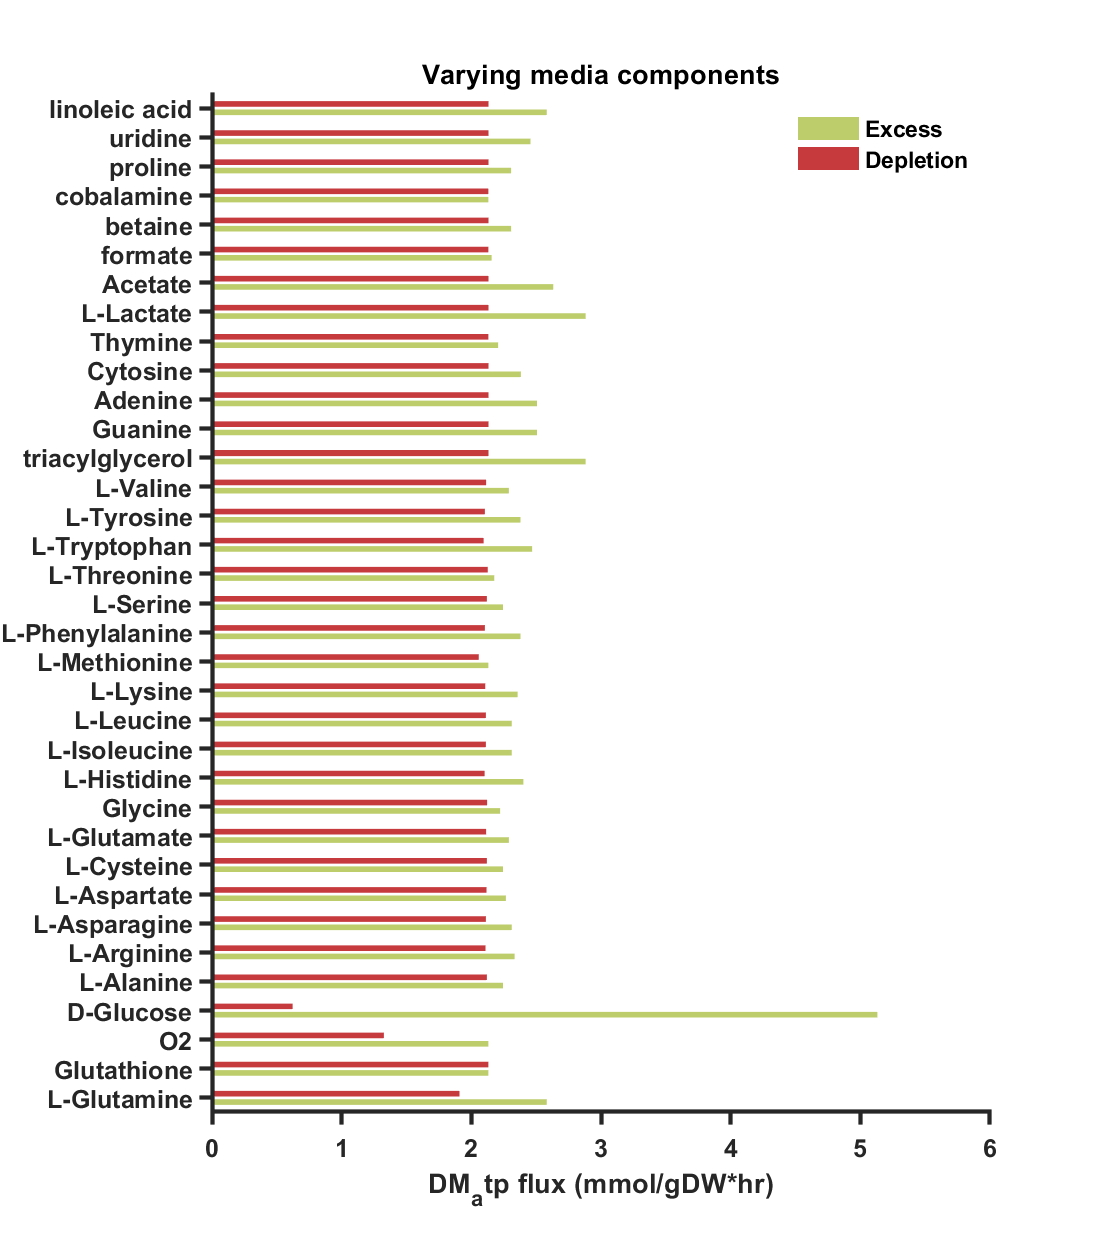 Varying media components
Excess
Depletion
linoleic acid
uridine
proline
cobalamine
betaine
formate
Acetate
L-Lactate
Thymine
Cytosine
Adenine
Guanine
triacylglycerol
L-Valine
L-Tyrosine
L-Tryptophan
L-Threonine
L-Serine
L-Phenylalanine
L-Methionine
L-Lysine
L-Leucine
L-Isoleucine
L-Histidine
Glycine
L-Glutamate
L-Cysteine
L-Aspartate
L-Asparagine
L-Arginine
L-Alanine
D-Glucose
O2
Glutathione
L-Glutamine
0 1 2 3 4 5 6
DMatp flux (mmol/gDW*hr)